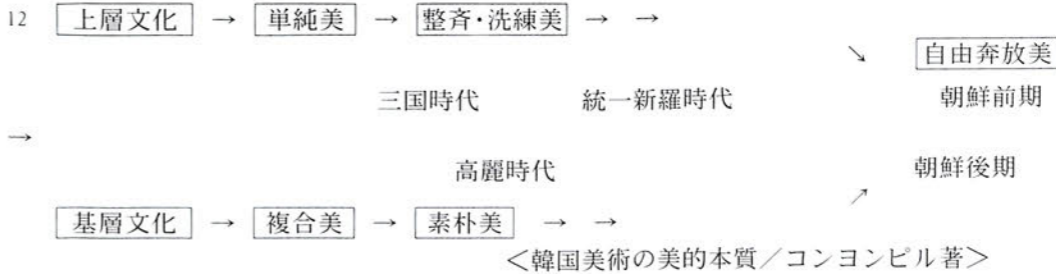 12 上層文化 → 単純美 → 整斉・洗練美 → →
↘ 自由奔放美
三国時代 統一新羅時代 朝鮮前期
→
高麗時代 朝鮮後期
↗
基層文化 → 複合美 → 素朴美 → →
＜韓国美術の美的本質／コンヨンピル著＞